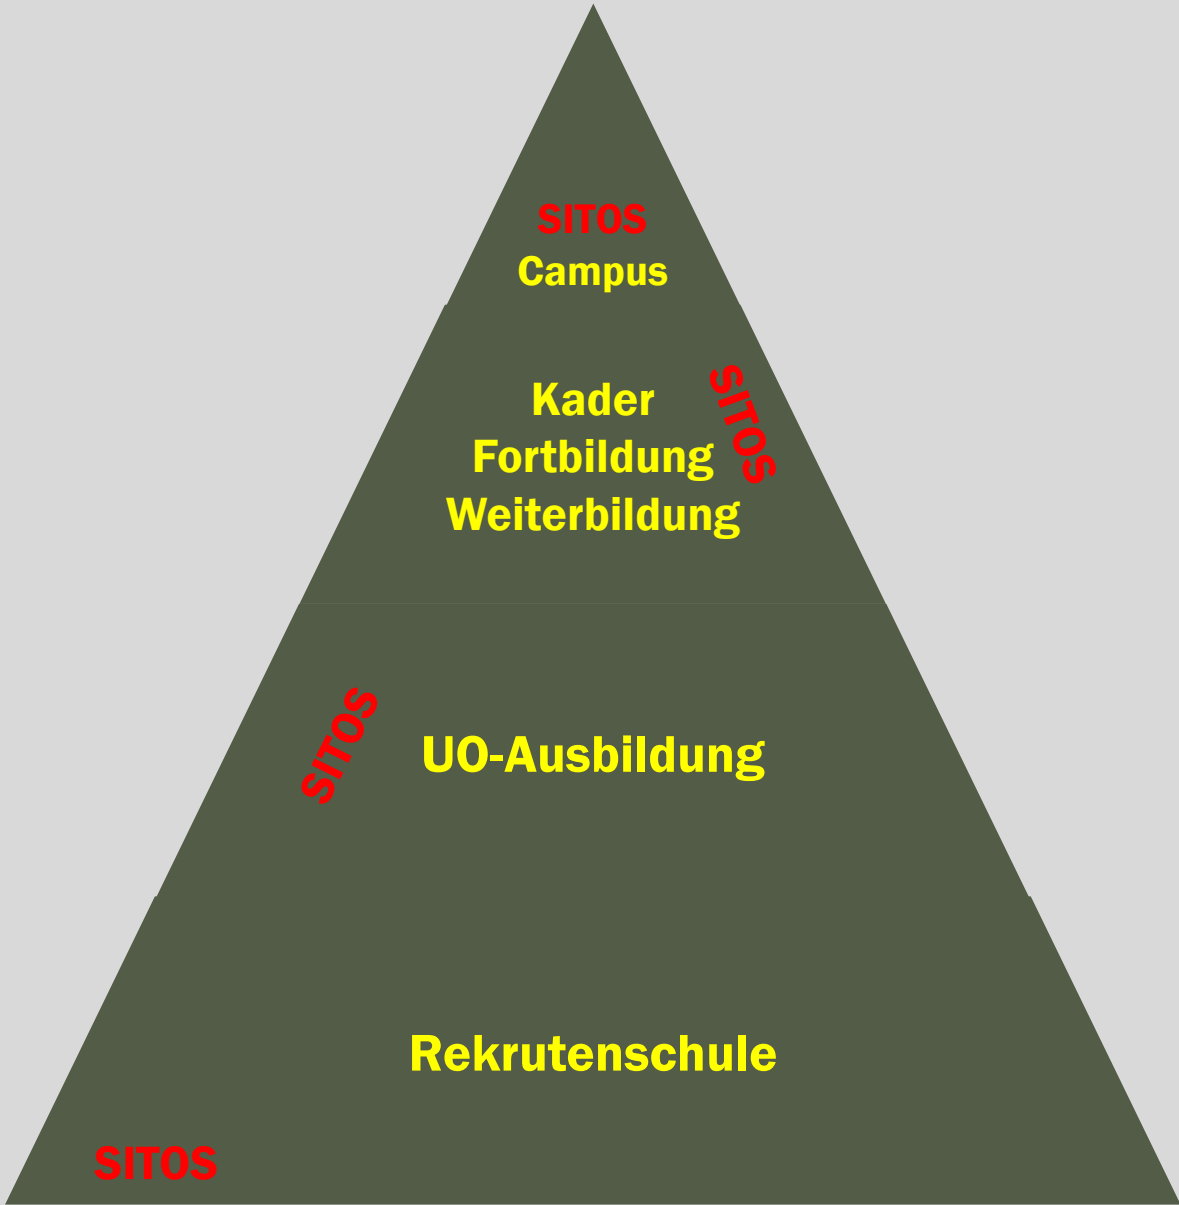 SITOS
Campus
Kader
Fortbildung
Weiterbildung
SITOS
SITOS
UO-Ausbildung
Rekrutenschule
SITOS